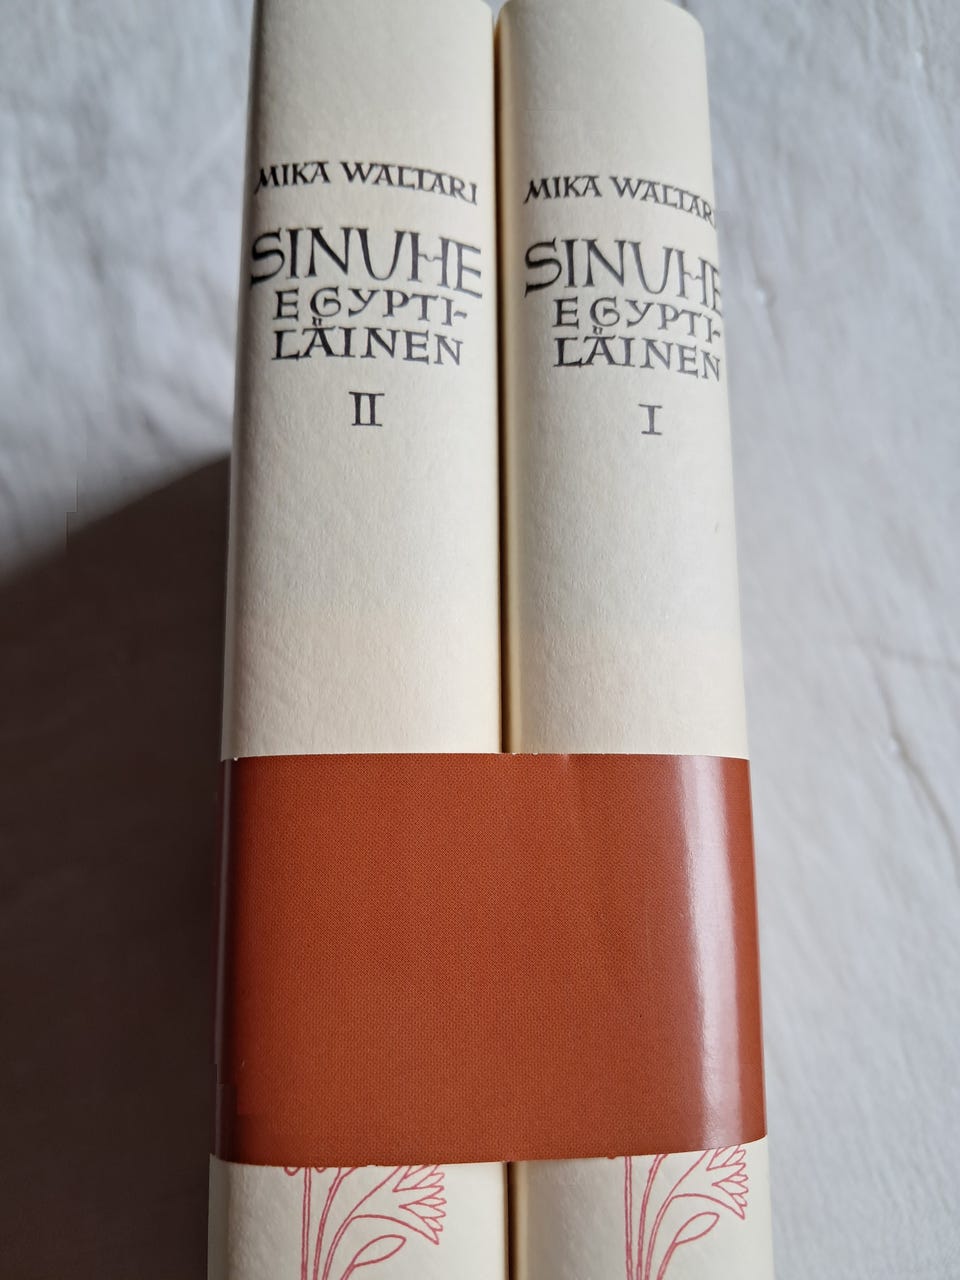 MIKA WALTARI
SINUHE
EGYPTI-
LÄINEN
II
MIKA WALTARI
SINUHE
EGYPTI-
LÄINEN
I